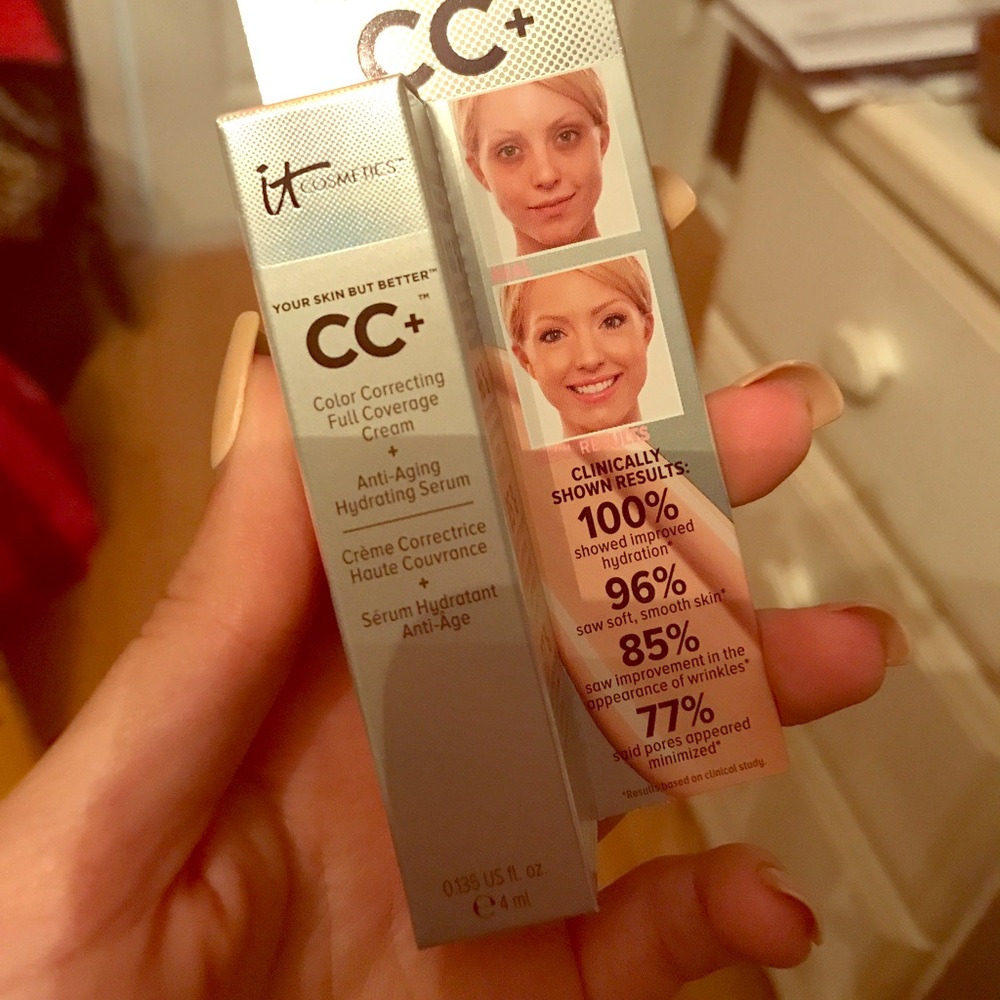 CC+
it COSMETICS™
YOUR SKIN BUT BETTER™
CC+™
Color Correcting
Full Coverage
Cream
+
Anti-Aging
Hydrating Serum
Crème Correctrice
Haute Couvrance
+
Sérum Hydratant
Anti-Âge
0.135 US fl. oz.
℮ 4 ml
RESULTS
CLINICALLY
SHOWN RESULTS:
100%
showed improved
hydration*
96%
saw soft, smooth skin*
85%
saw improvement in the
appearance of wrinkles*
77%
said pores appeared
minimized*
*Results based on clinical study.